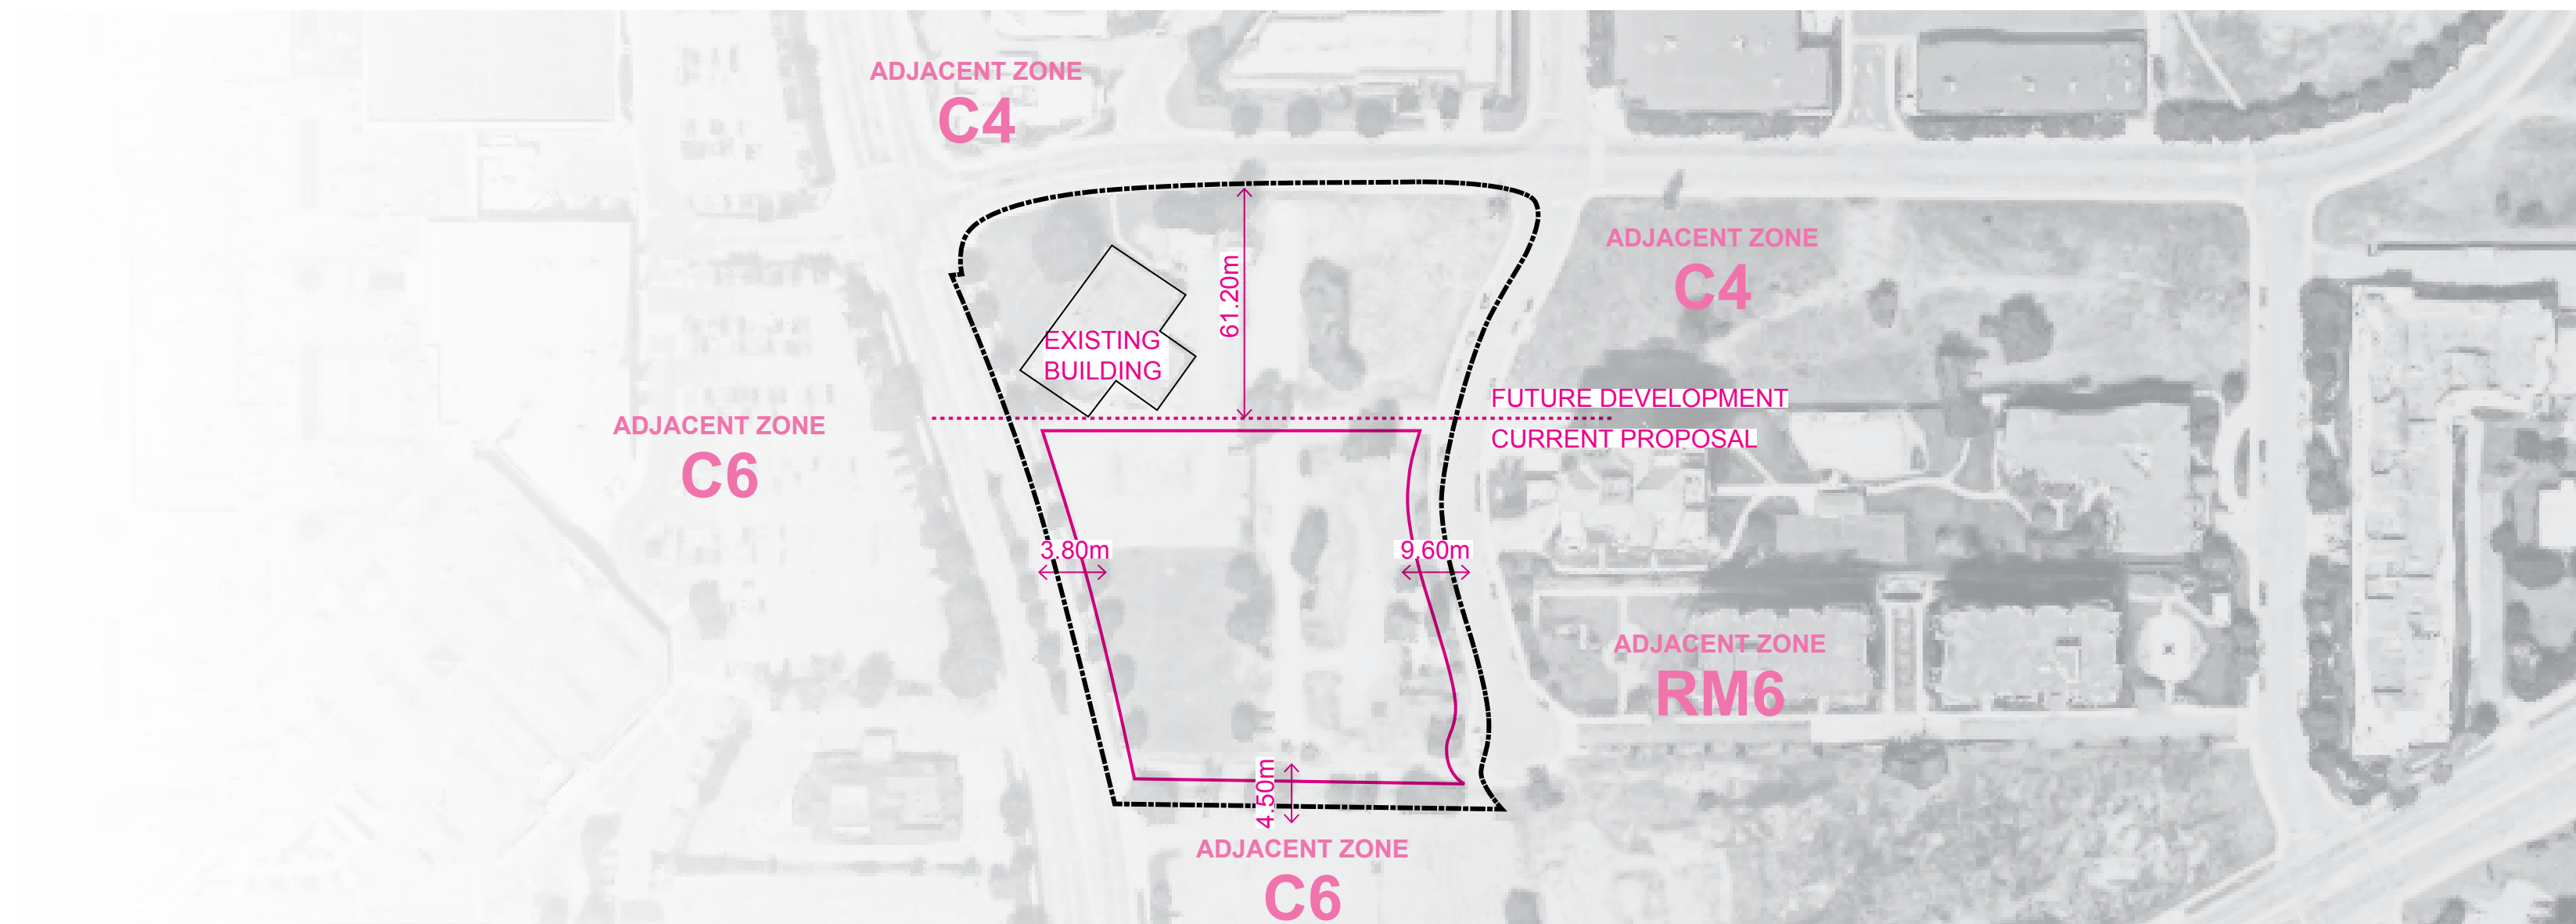 ADJACENT ZONE
C4
ADJACENT ZONE
C4
61.20m
EXISTING
BUILDING
FUTURE DEVELOPMENT
CURRENT PROPOSAL
ADJACENT ZONE
C6
3.80m
9.60m
ADJACENT ZONE
RM6
4.50m
ADJACENT ZONE
C6